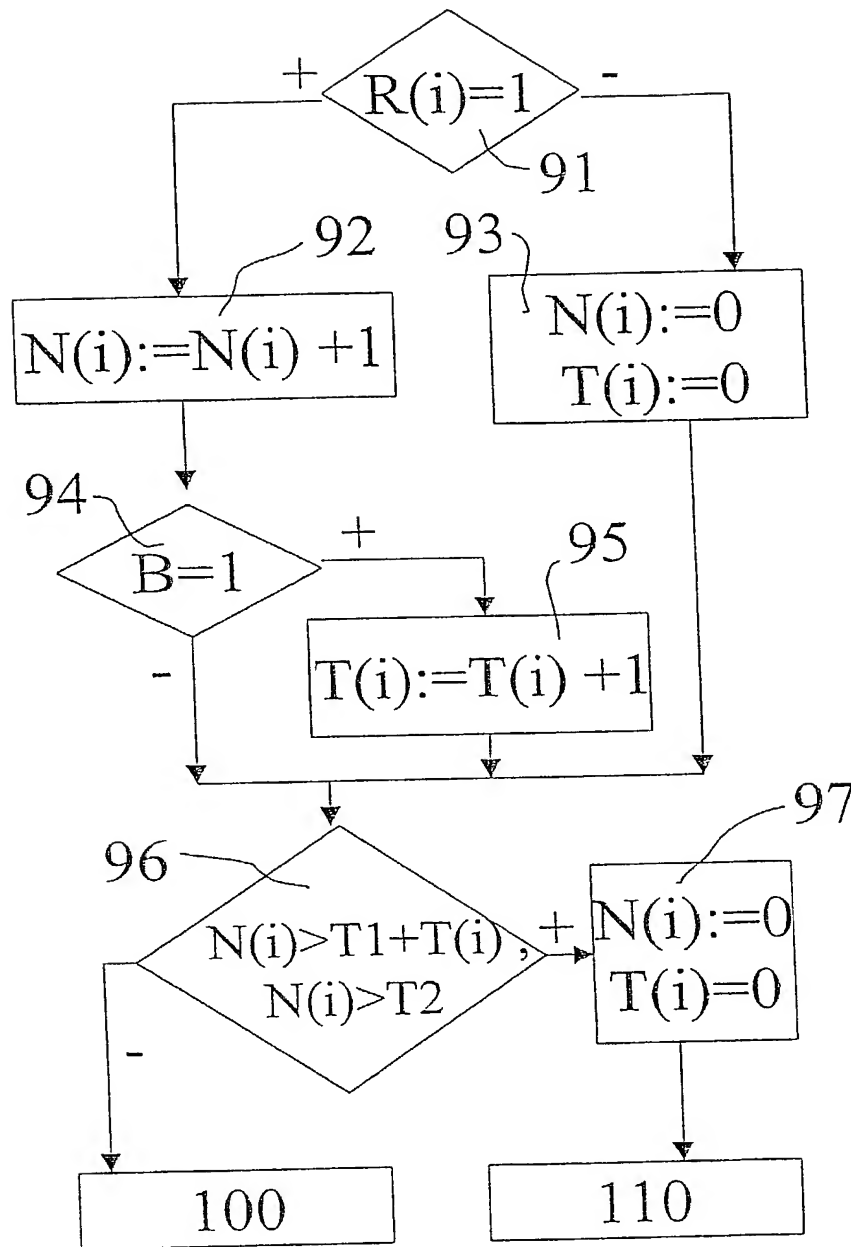 +
-
R(i)=1
91
92
93
N(i):=N(i) +1
N(i):=0
T(i):=0
94
B=1
+
95
-
T(i):=T(i) +1
96
97
N(i)>T1+T(i) ,
N(i)>T2
+
-
N(i):=0
T(i)=0
100
110